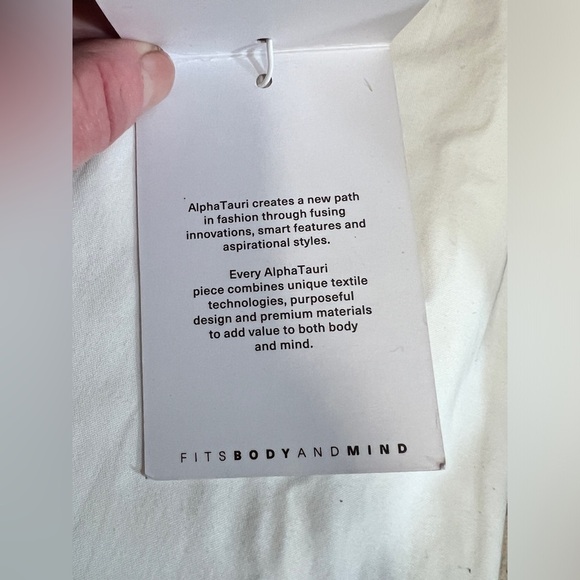 AlphaTauri creates a new path
in fashion through fusing
innovations, smart features and
aspirational styles.
Every AlphaTauri
piece combines unique textile
technologies, purposeful
design and premium materials
to add value to both body
and mind.
FITSBODYANDMIND